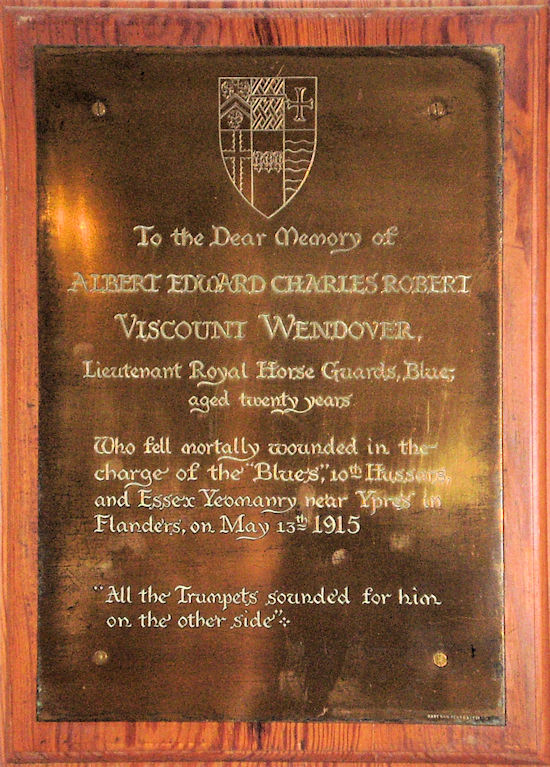 To the Dear Memory of
ALBERT EDWARD CHARLES ROBERT
VISCOUNT WENDOVER,
Lieutenant Royal Horse Guards, Blue;
aged twenty years
Who fell mortally wounded in the
charge of the "Blues", 10th Hussars,
and Essex Yeomanry near Ypres in
Flanders, on May 13th 1915
"All the Trumpets sounded for him
on the other side"